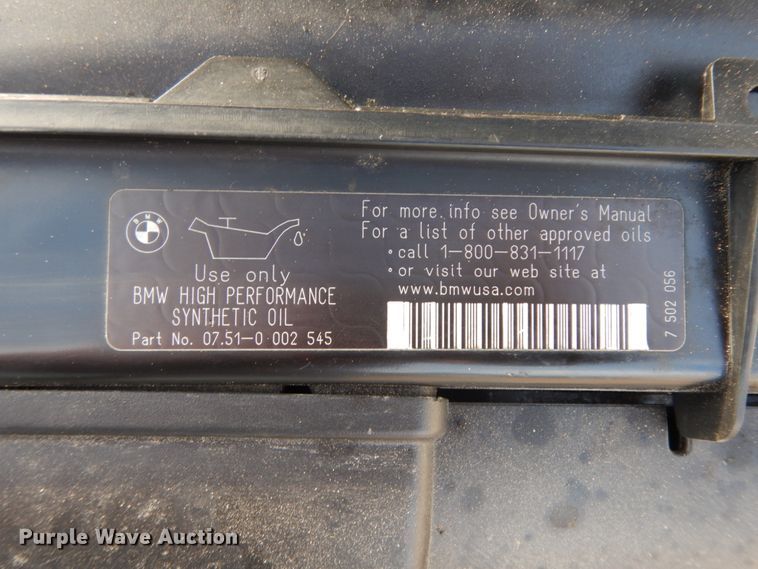 BMW
Use only
BMW HIGH PERFORMANCE
SYNTHETIC OIL
Part No. 07.51-0 002 545
For more info see Owner's Manual
For a list of other approved oils
• call 1-800-831-1117
• or visit our web site at
www.bmwusa.com
7 502 056
Purple Wave Auction